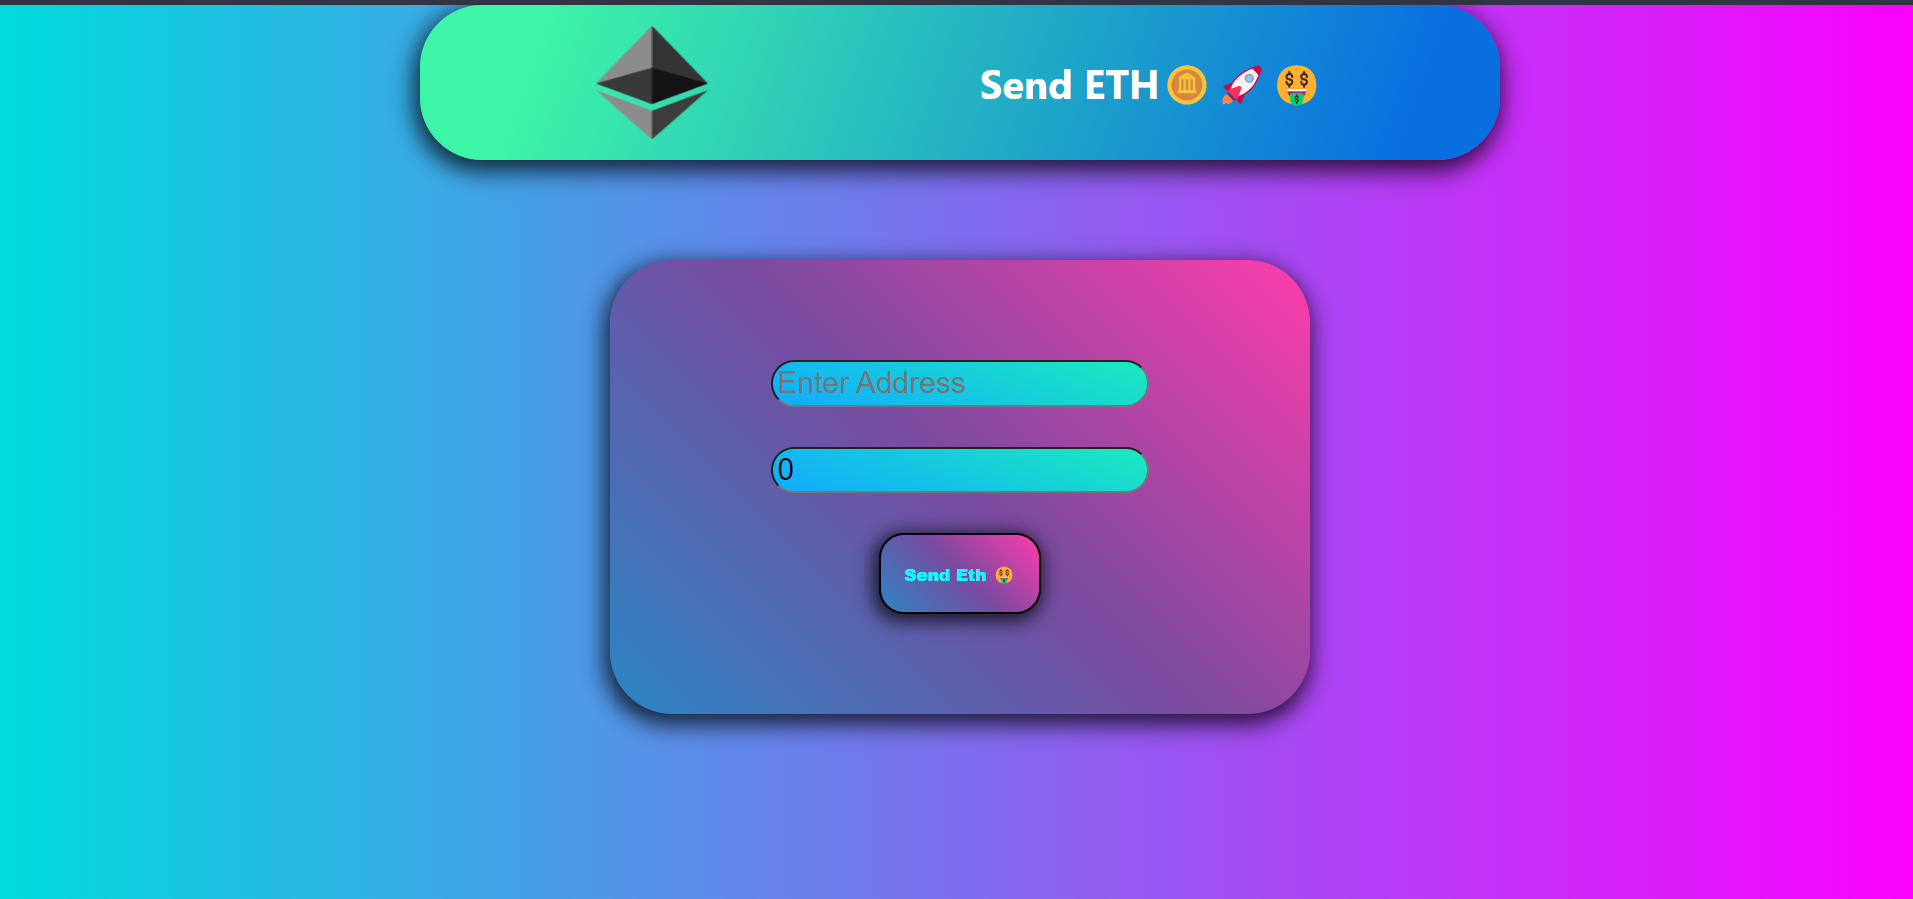 Send ETH🪙 🚀 🤑
Enter Address
0
Send Eth 🤑